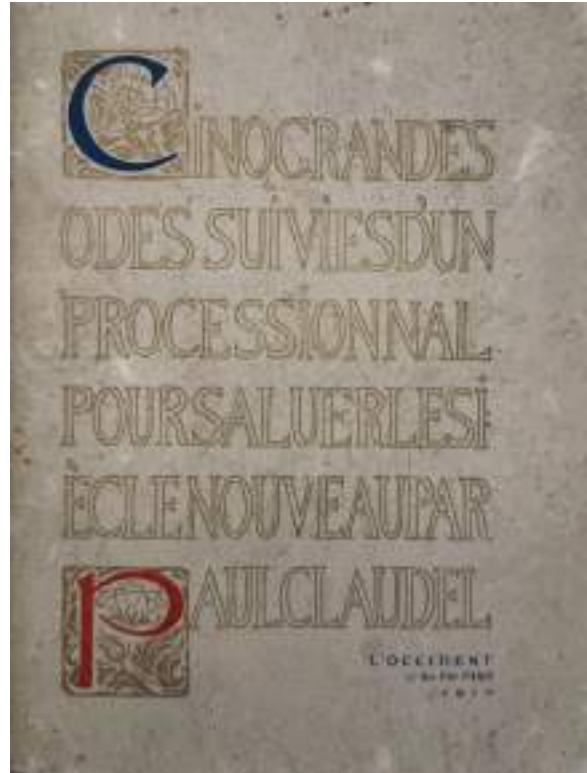 CINQ GRANDES
ODES SUIVIES D'UN
PROCESSIONNAL
POUR SALUER LE SI
ÈCLE NOUVEAU PAR
PAUL CLAUDEL
L'OCCIDENT